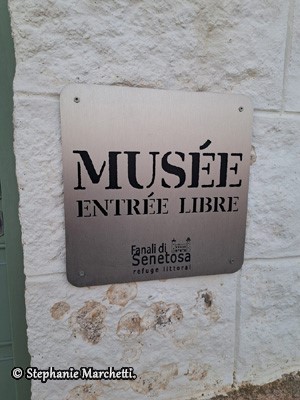 MUSÉE
ENTRÉE LIBRE
Fanali di
Senetosa
refuge littoral
© Stephanie Marchetti.